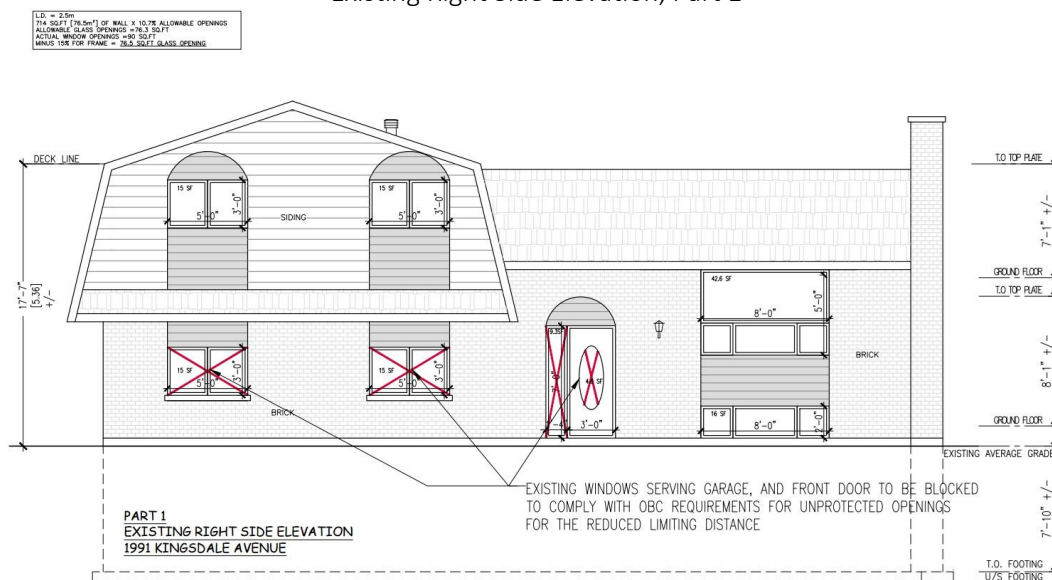 Existing Right Side Elevation, Part 1
L.D. = 2.5m
714 SQ.FT [76.5m²] OF WALL X 10.7% ALLOWABLE OPENINGS
ALLOWABLE GLASS OPENINGS =76.3 SQ.FT
ACTUAL WINDOW OPENINGS =90 SQ.FT
MINUS 15% FOR FRAME = 76.5 SQ.FT GLASS OPENING
DECK LINE
T.O TOP PLATE
15 SF
5'-0"
3'-0"
15 SF
5'-0"
3'-0"
SIDING
7'-1" +/-
GROUND FLOOR
T.O TOP PLATE
17'-7"
[5.36]
+/-
42.6 SF
8'-0"
5'-0"
BRICK
15 SF
5'-0"
3'-0"
15 SF
5'-0"
3'-0"
BRICK
3'-0"
16 SF
8'-0"
2'-0"
8'-1" +/-
GROUND FLOOR
EXISTING AVERAGE GRADE
EXISTING WINDOWS SERVING GARAGE, AND FRONT DOOR TO BE BLOCKED
TO COMPLY WITH OBC REQUIREMENTS FOR UNPROTECTED OPENINGS
FOR THE REDUCED LIMITING DISTANCE
PART 1
EXISTING RIGHT SIDE ELEVATION
1991 KINGSDALE AVENUE
7'-10" +/-
T.O. FOOTING
U/S FOOTING